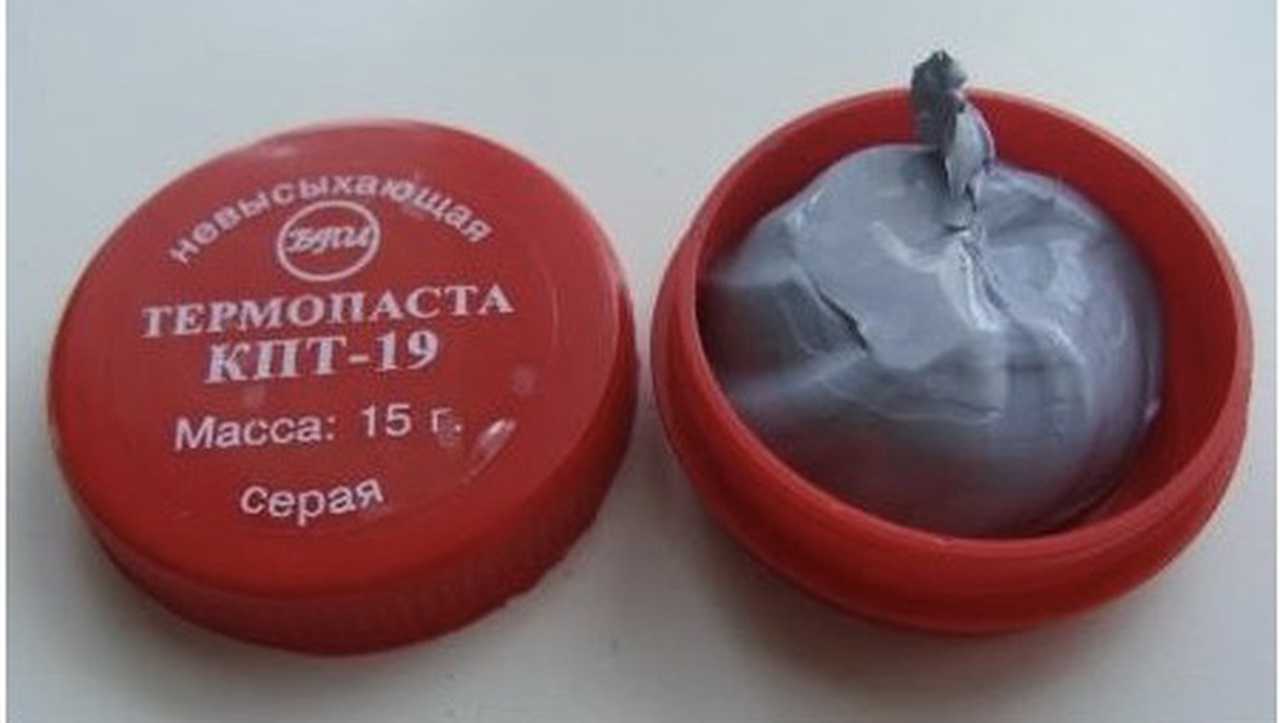 невысыхающая
ТЕРМОПАСТА
КПТ-19
Масса: 15 г.
серая